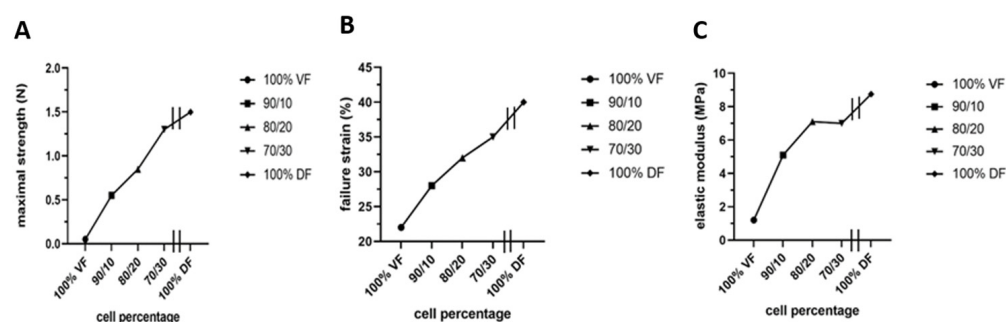 A
maximal strength (N)
2.0
1.5
1.0
0.5
0.0
100% VF
90/10
80/20
70/30
100% DF
cell percentage
100% VF
90/10
80/20
70/30
100% DF
B
failure strain (%)
45
40
35
30
25
20
100% VF
90/10
80/20
70/30
100% DF
cell percentage
100% VF
90/10
80/20
70/30
100% DF
C
elastic modulus (MPa)
10
8
6
4
2
0
100% VF
90/10
80/20
70/30
100% DF
cell percentage
100% VF
90/10
80/20
70/30
100% DF